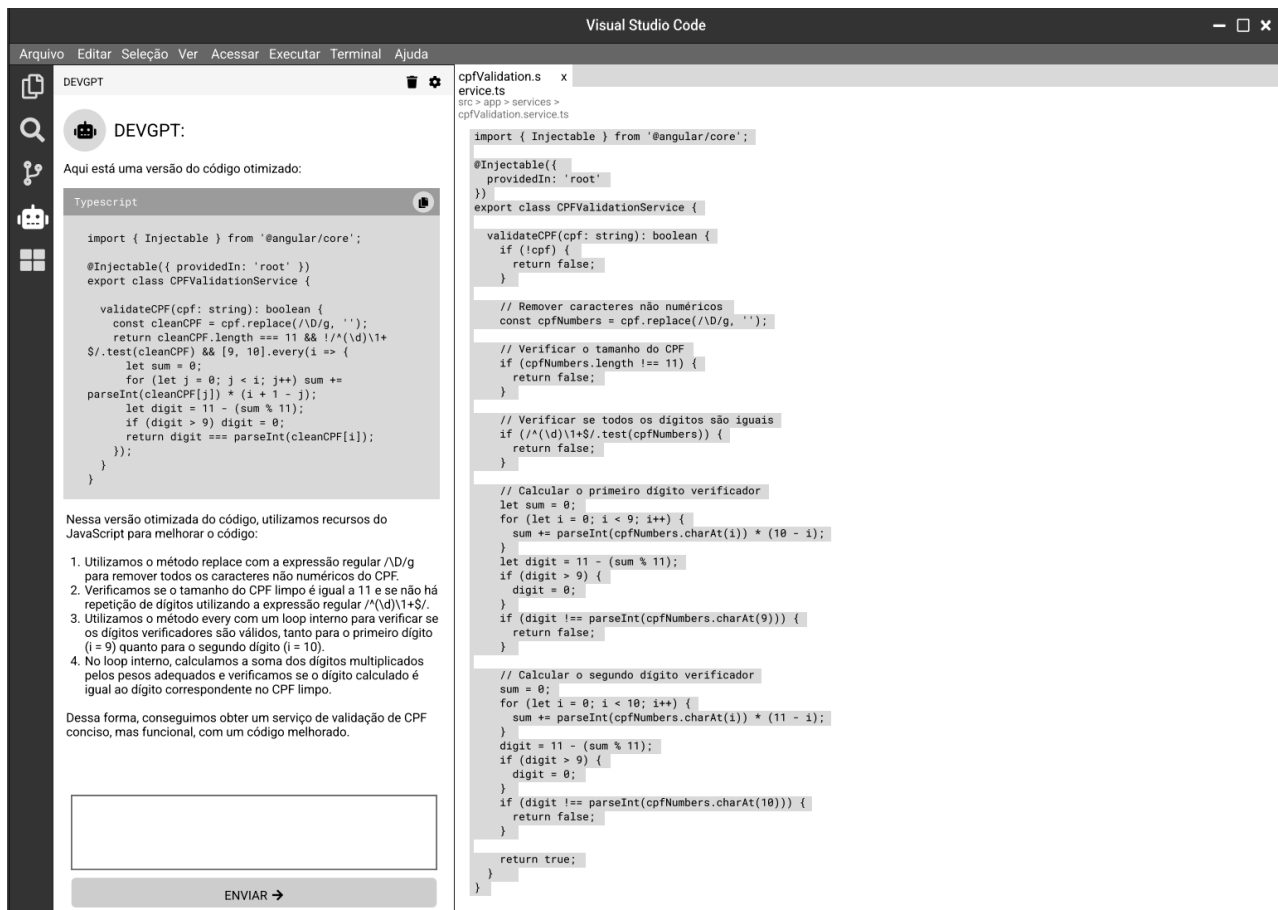 Visual Studio Code
Arquivo Editar Seleção Ver Acessar Executar Terminal Ajuda
DEVGPT
DEVGPT:
Aqui está uma versão do código otimizado:
Typescript
import { Injectable } from '@angular/core';
@Injectable({ providedIn: 'root' })
export class CPFValidationService {
validateCPF(cpf: string): boolean {
const cleanCPF = cpf.replace(/\D/g, '');
return cleanCPF.length === 11 && !/^(\d)\1+
$/.test(cleanCPF) && [9, 10].every(i => {
let sum = 0;
for (let j = 0; j < i; j++) sum +=
parseInt(cleanCPF[j]) * (i + 1 - j);
let digit = 11 - (sum % 11);
if (digit > 9) digit = 0;
return digit === parseInt(cleanCPF[i]);
});
}
}
Nessa versão otimizada do código, utilizamos recursos do
JavaScript para melhorar o código:
1. Utilizamos o método replace com a expressão regular /\D/g
para remover todos os caracteres não numéricos do CPF.
2. Verificamos se o tamanho do CPF limpo é igual a 11 e se não há
repetição de dígitos utilizando a expressão regular /^(\d)\1+$/.
3. Utilizamos o método every com um loop interno para verificar se
os dígitos verificadores são válidos, tanto para o primeiro dígito
(i = 9) quanto para o segundo dígito (i = 10).
4. No loop interno, calculamos a soma dos dígitos multiplicados
pelos pesos adequados e verificamos se o dígito calculado é
igual ao dígito correspondente no CPF limpo.
Dessa forma, conseguimos obter um serviço de validação de CPF
conciso, mas funcional, com um código melhorado.
ENVIAR →
cpfValidation.s x
ervice.ts
src > app > services >
cpfValidation.service.ts
import { Injectable } from '@angular/core';
@Injectable({
providedIn: 'root'
})
export class CPFValidationService {
validateCPF(cpf: string): boolean {
if (!cpf) {
return false;
}
// Remover caracteres não numéricos
const cpfNumbers = cpf.replace(/\D/g, '');
// Verificar o tamanho do CPF
if (cpfNumbers.length !== 11) {
return false;
}
// Verificar se todos os dígitos são iguais
if (/^(\d)\1+$/.test(cpfNumbers)) {
return false;
}
// Calcular o primeiro dígito verificador
let sum = 0;
for (let i = 0; i < 9; i++) {
sum += parseInt(cpfNumbers.charAt(i)) * (10 - i);
}
let digit = 11 - (sum % 11);
if (digit > 9) {
digit = 0;
}
if (digit !== parseInt(cpfNumbers.charAt(9))) {
return false;
}
// Calcular o segundo dígito verificador
sum = 0;
for (let i = 0; i < 10; i++) {
sum += parseInt(cpfNumbers.charAt(i)) * (11 - i);
}
digit = 11 - (sum % 11);
if (digit > 9) {
digit = 0;
}
if (digit !== parseInt(cpfNumbers.charAt(10))) {
return false;
}
return true;
}
}